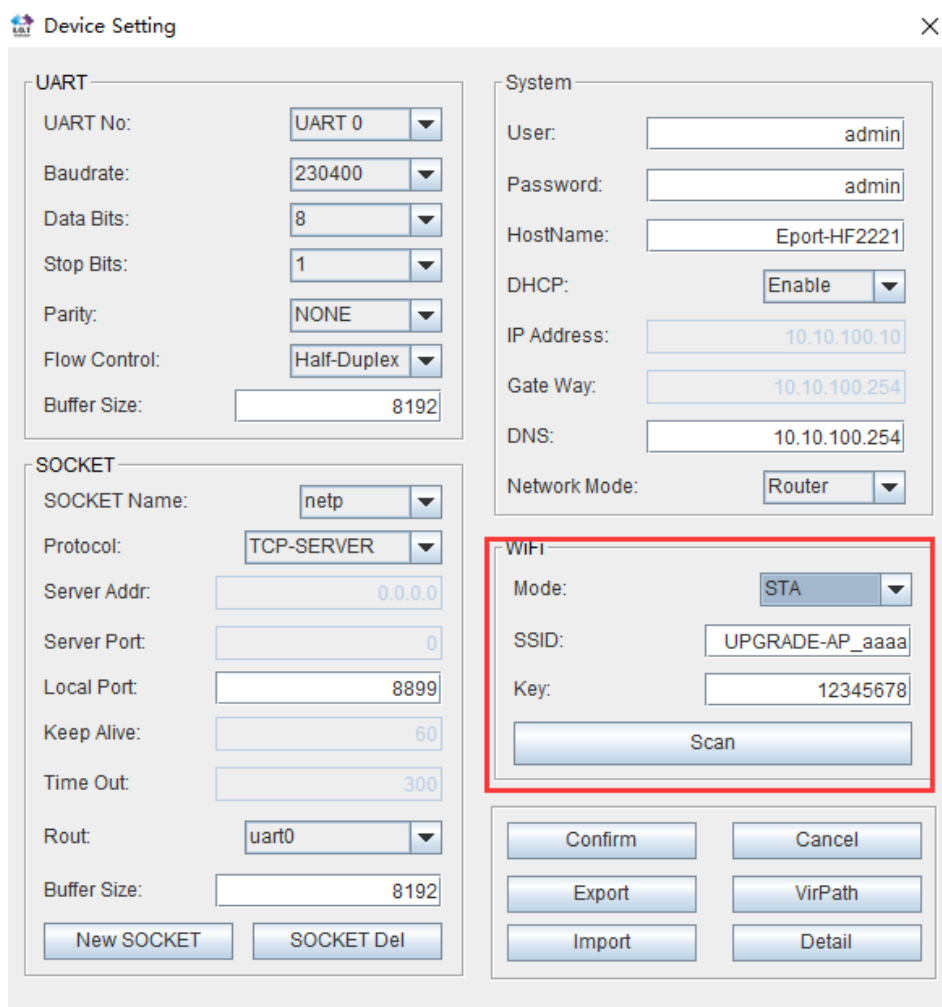 Device Setting
UART
UART No: UART 0
Baudrate: 230400
Data Bits: 8
Stop Bits: 1
Parity: NONE
Flow Control: Half-Duplex
Buffer Size: 8192
SOCKET
SOCKET Name: netp
Protocol: TCP-SERVER
Server Addr: 0.0.0.0
Server Port: 0
Local Port: 8899
Keep Alive: 60
Time Out: 300
Rout: uart0
Buffer Size: 8192
New SOCKET SOCKET Del
System
User: admin
Password: admin
HostName: Eport-HF2221
DHCP: Enable
IP Address: 10.10.100.10
Gate Way: 10.10.100.254
DNS: 10.10.100.254
Network Mode: Router
WiFi
Mode: STA
SSID: UPGRADE-AP_aaaa
Key: 12345678
Scan
Confirm Cancel
Export VirPath
Import Detail